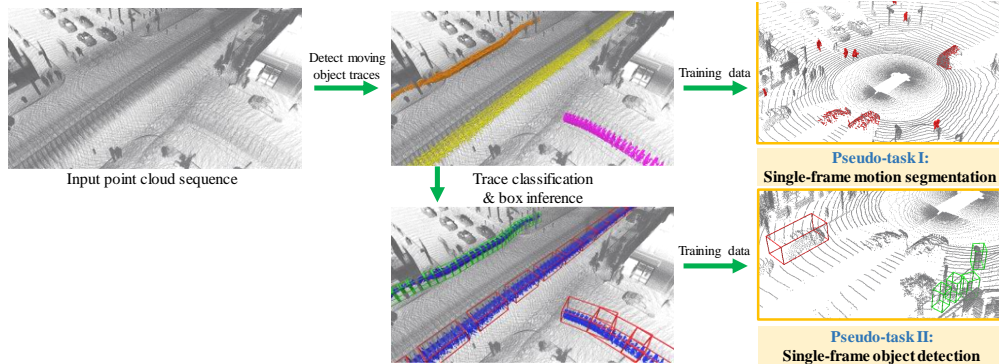 Detect moving
object traces
Training data
Input point cloud sequence
Trace classification
& box inference
Pseudo-task I:
Single-frame motion segmentation
Training data
Pseudo-task II:
Single-frame object detection